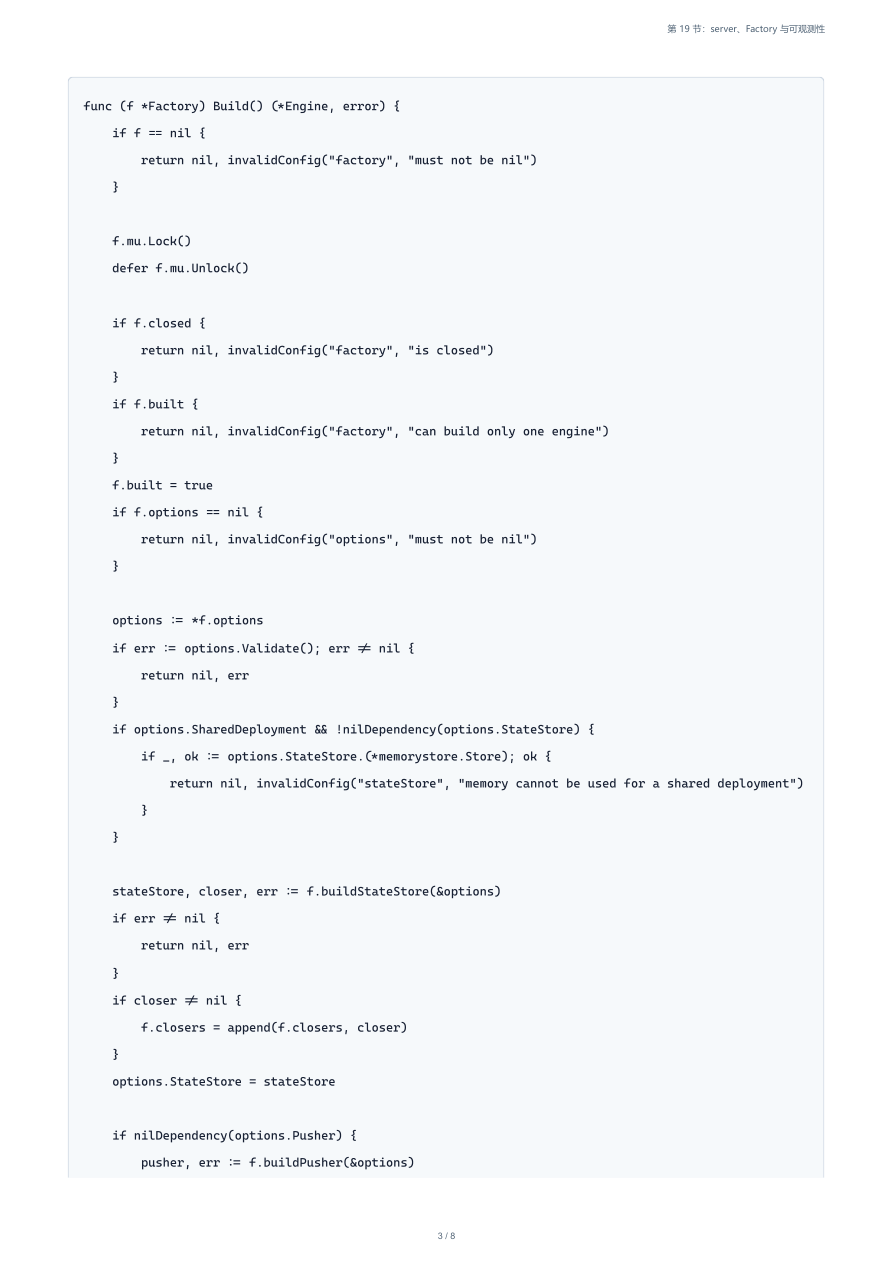 第 19 节：server、Factory 与可观测性
func (f *Factory) Build() (*Engine, error) {
    if f == nil {
        return nil, invalidConfig("factory", "must not be nil")
    }
    f.mu.Lock()
    defer f.mu.Unlock()
    if f.closed {
        return nil, invalidConfig("factory", "is closed")
    }
    if f.built {
        return nil, invalidConfig("factory", "can build only one engine")
    }
    f.built = true
    if f.options == nil {
        return nil, invalidConfig("options", "must not be nil")
    }
    options := *f.options
    if err := options.Validate(); err != nil {
        return nil, err
    }
    if options.SharedDeployment && !nilDependency(options.StateStore) {
        if _, ok := options.StateStore.(*memorystore.Store); ok {
            return nil, invalidConfig("stateStore", "memory cannot be used for a shared deployment")
        }
    }
    stateStore, closer, err := f.buildStateStore(&options)
    if err != nil {
        return nil, err
    }
    if closer != nil {
        f.closers = append(f.closers, closer)
    }
    options.StateStore = stateStore
    if nilDependency(options.Pusher) {
        pusher, err := f.buildPusher(&options)
3 / 8